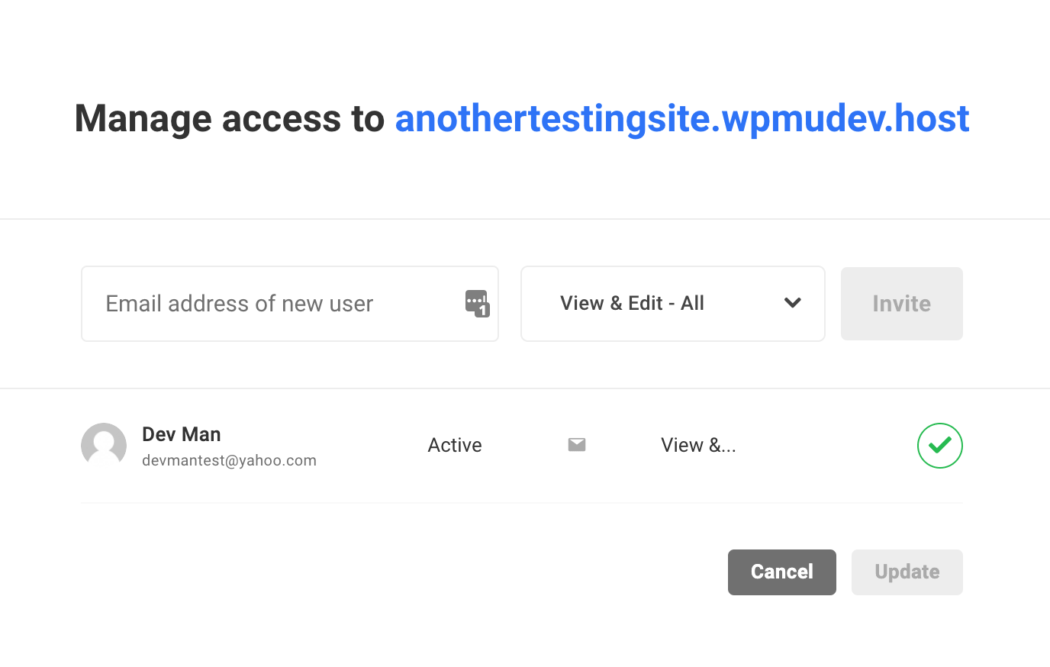 Manage access to anothertestingsite.wpmudev.host
Email address of new user
1
View & Edit - All
Invite
Dev Man
devmantest@yahoo.com
Active
View &...
Cancel
Update